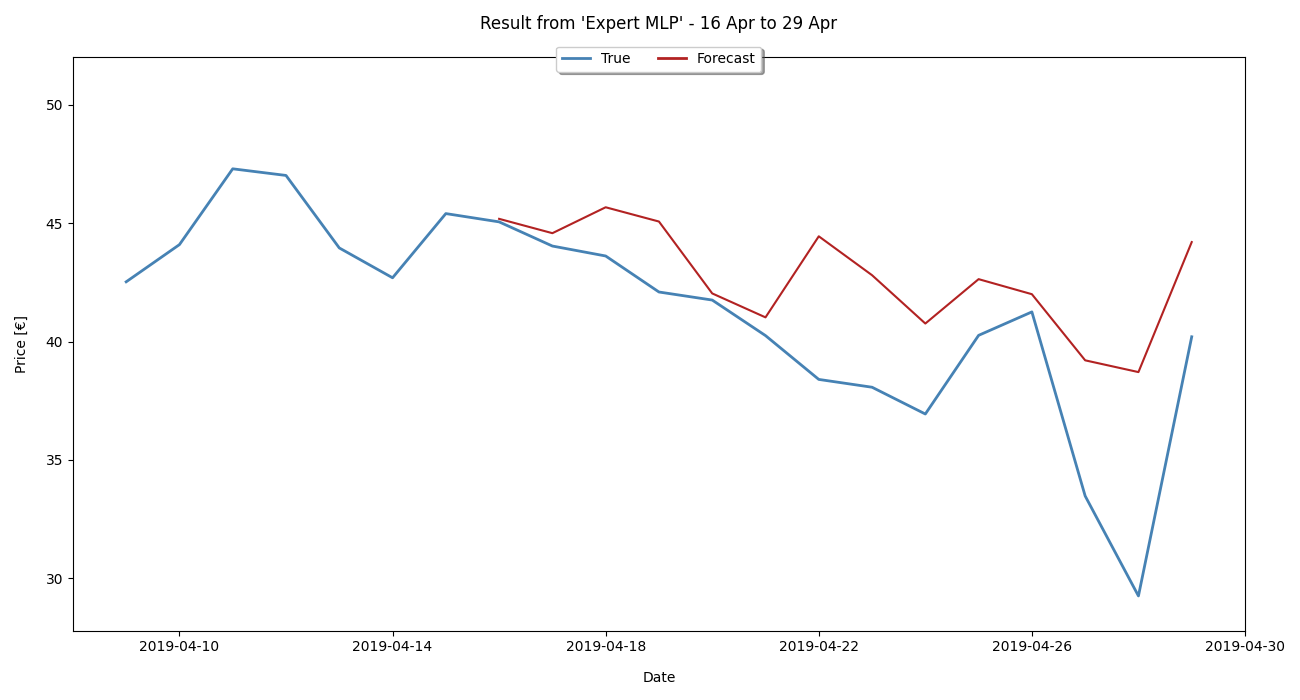 Result from 'Expert MLP' - 16 Apr to 29 Apr
True Forecast
50
45
40
35
30
Price [€]
2019-04-10 2019-04-14 2019-04-18 2019-04-22 2019-04-26 2019-04-30
Date